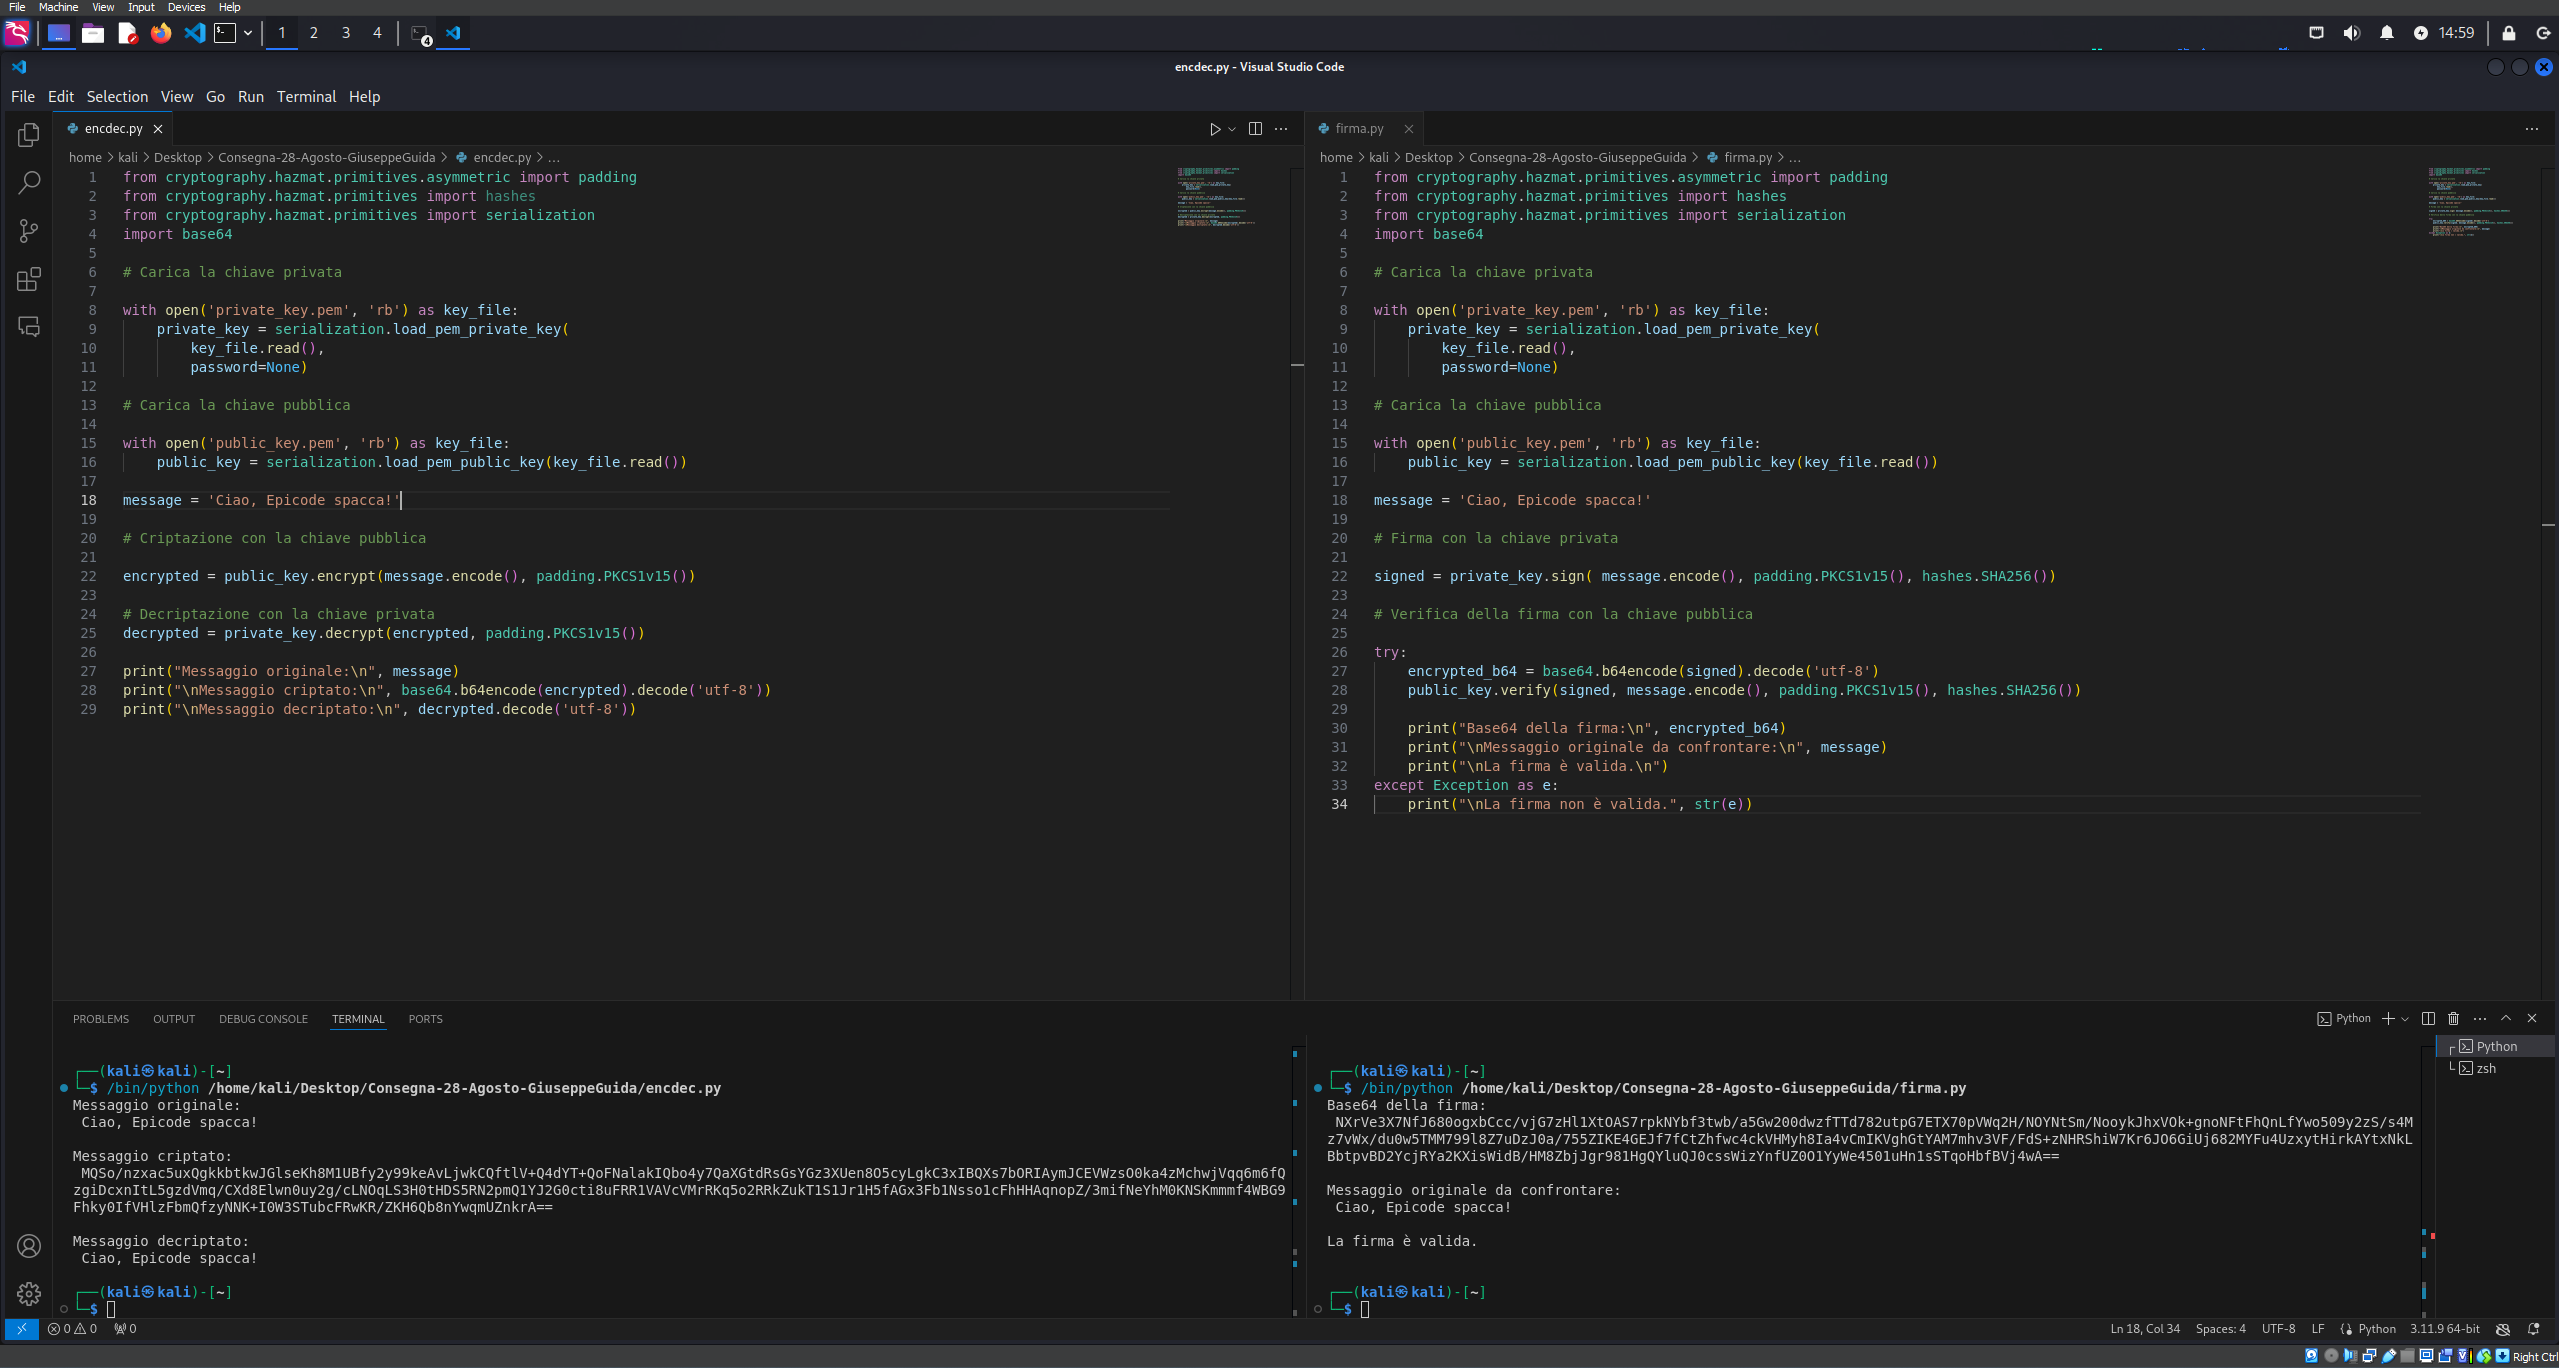 File Machine View Input Devices Help
1 2 3 4 4 14:59
encdec.py - Visual Studio Code
File Edit Selection View Go Run Terminal Help
encdec.py
home > kali > Desktop > Consegna-28-Agosto-GiuseppeGuida > encdec.py > ...
1 from cryptography.hazmat.primitives.asymmetric import padding
2 from cryptography.hazmat.primitives import hashes
3 from cryptography.hazmat.primitives import serialization
4 import base64
5
6 # Carica la chiave privata
7
8 with open('private_key.pem', 'rb') as key_file:
9     private_key = serialization.load_pem_private_key(
10         key_file.read(),
11         password=None)
12
13 # Carica la chiave pubblica
14
15 with open('public_key.pem', 'rb') as key_file:
16     public_key = serialization.load_pem_public_key(key_file.read())
17
18 message = 'Ciao, Epicode spacca!'
19
20 # Criptazione con la chiave pubblica
21
22 encrypted = public_key.encrypt(message.encode(), padding.PKCS1v15())
23
24 # Decriptazione con la chiave privata
25 decrypted = private_key.decrypt(encrypted, padding.PKCS1v15())
26
27 print("Messaggio originale:\n", message)
28 print("\nMessaggio criptato:\n", base64.b64encode(encrypted).decode('utf-8'))
29 print("\nMessaggio decriptato:\n", decrypted.decode('utf-8'))
firma.py
home > kali > Desktop > Consegna-28-Agosto-GiuseppeGuida > firma.py > ...
1 from cryptography.hazmat.primitives.asymmetric import padding
2 from cryptography.hazmat.primitives import hashes
3 from cryptography.hazmat.primitives import serialization
4 import base64
5
6 # Carica la chiave privata
7
8 with open('private_key.pem', 'rb') as key_file:
9     private_key = serialization.load_pem_private_key(
10         key_file.read(),
11         password=None)
12
13 # Carica la chiave pubblica
14
15 with open('public_key.pem', 'rb') as key_file:
16     public_key = serialization.load_pem_public_key(key_file.read())
17
18 message = 'Ciao, Epicode spacca!'
19
20 # Firma con la chiave privata
21
22 signed = private_key.sign( message.encode(), padding.PKCS1v15(), hashes.SHA256())
23
24 # Verifica della firma con la chiave pubblica
25
26 try:
27     encrypted_b64 = base64.b64encode(signed).decode('utf-8')
28     public_key.verify(signed, message.encode(), padding.PKCS1v15(), hashes.SHA256())
29
30     print("Base64 della firma:\n", encrypted_b64)
31     print("\nMessaggio originale da confrontare:\n", message)
32     print("\nLa firma è valida.\n")
33 except Exception as e:
34     print("\nLa firma non è valida.", str(e))
PROBLEMS OUTPUT DEBUG CONSOLE TERMINAL PORTS
Python
┌──(kali㉿kali)-[~]
└─$ /bin/python /home/kali/Desktop/Consegna-28-Agosto-GiuseppeGuida/encdec.py
Messaggio originale:
 Ciao, Epicode spacca!

Messaggio criptato:
 MQSo/nzxac5uxQgkkbtkwJGlseKh8M1UBfy2y99keAvLjwkCQftlV+Q4dYT+QoFNalakIQbo4y7QaXGtdRsGsYGz3XUen8O5cyLgkC3xIBQXs7bORIAymJCEVWzsO0ka4zMchwjVqq6m6fQ
zgiDcxnItL5gzdVmq/CXd8Elwn0uy2g/cLNOqLS3H0tHDS5RN2pmQ1YJ2G0cti8uFRR1VAVcVMrRKq5o2RRkZukT1S1Jr1H5fAGx3Fb1Nsso1cFhHHAqnopZ/3mifNeYhM0KNSKmmmf4WBG9
Fhky0IfVHlzFbmQfzyNNK+I0W3STubcFRwKR/ZKH6Qb8nYwqmUZnkrA==

Messaggio decriptato:
 Ciao, Epicode spacca!

┌──(kali㉿kali)-[~]
└─$
┌──(kali㉿kali)-[~]
└─$ /bin/python /home/kali/Desktop/Consegna-28-Agosto-GiuseppeGuida/firma.py
Base64 della firma:
 NXrVe3X7NfJ680ogxbCcc/vjG7zHl1XtOAS7rpkNYbf3twb/a5Gw200dwzfTTd782utpG7ETX70pVWq2H/NOYNtSm/NooykJhxVOk+gnoNFtFhQnLfYwo509y2zS/s4M
z7vWx/du0w5TMM799l8Z7uDzJ0a/755ZIKE4GEJf7fCtZhfwc4ckVHMyh8Ia4vCmIKVghGtYAM7mhv3VF/FdS+zNHRShiW7Kr6JO6GiUj682MYFu4UzxytHirkAYtxNkL
BbtpvBD2YcjRYa2KXisWidB/HM8ZbjJgr981HgQYluQJ0cssWizYnfUZ0O1YyWe4501uHn1sSTqoHbfBVj4wA==

Messaggio originale da confrontare:
 Ciao, Epicode spacca!

La firma è valida.

┌──(kali㉿kali)-[~]
└─$
Python
zsh
0 0 0 Ln 18, Col 34 Spaces: 4 UTF-8 LF Python 3.11.9 64-bit
Right Ctrl